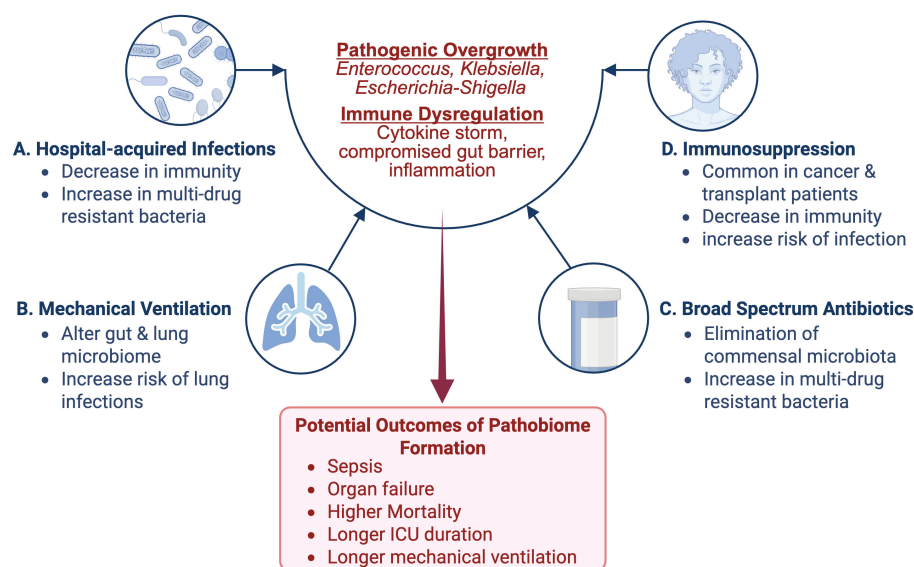 Pathogenic Overgrowth
Enterococcus, Klebsiella,
Escherichia-Shigella
Immune Dysregulation
Cytokine storm,
compromised gut barrier,
inflammation
A. Hospital-acquired Infections
• Decrease in immunity
• Increase in multi-drug
resistant bacteria
D. Immunosuppression
• Common in cancer &
transplant patients
• Decrease in immunity
• increase risk of infection
B. Mechanical Ventilation
• Alter gut & lung
microbiome
• Increase risk of lung
infections
C. Broad Spectrum Antibiotics
• Elimination of
commensal microbiota
• Increase in multi-drug
resistant bacteria
Potential Outcomes of Pathobiome
Formation
• Sepsis
• Organ failure
• Higher Mortality
• Longer ICU duration
• Longer mechanical ventilation